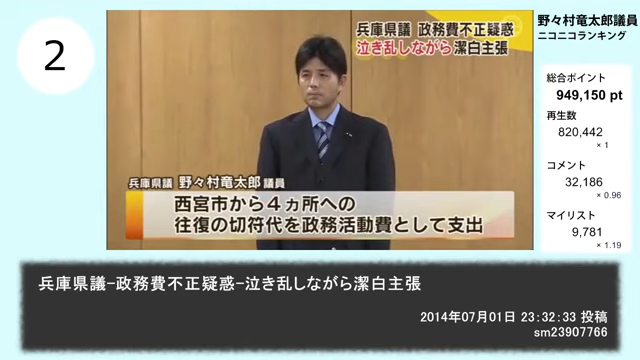 2
兵庫県議 政務費不正疑惑
泣き乱しながら 潔白主張
兵庫県議 野々村竜太郎 議員
西宮市から4ヵ所への
往復の切符代を政務活動費として支出
野々村竜太郎議員
ニコニコランキング
総合ポイント
949,150 pt
再生数
820,442
× 1
コメント
32,186
× 0.96
マイリスト
9,781
× 1.19
兵庫県議-政務費不正疑惑-泣き乱しながら潔白主張
2014年07月01日 23:32:33 投稿
sm23907766